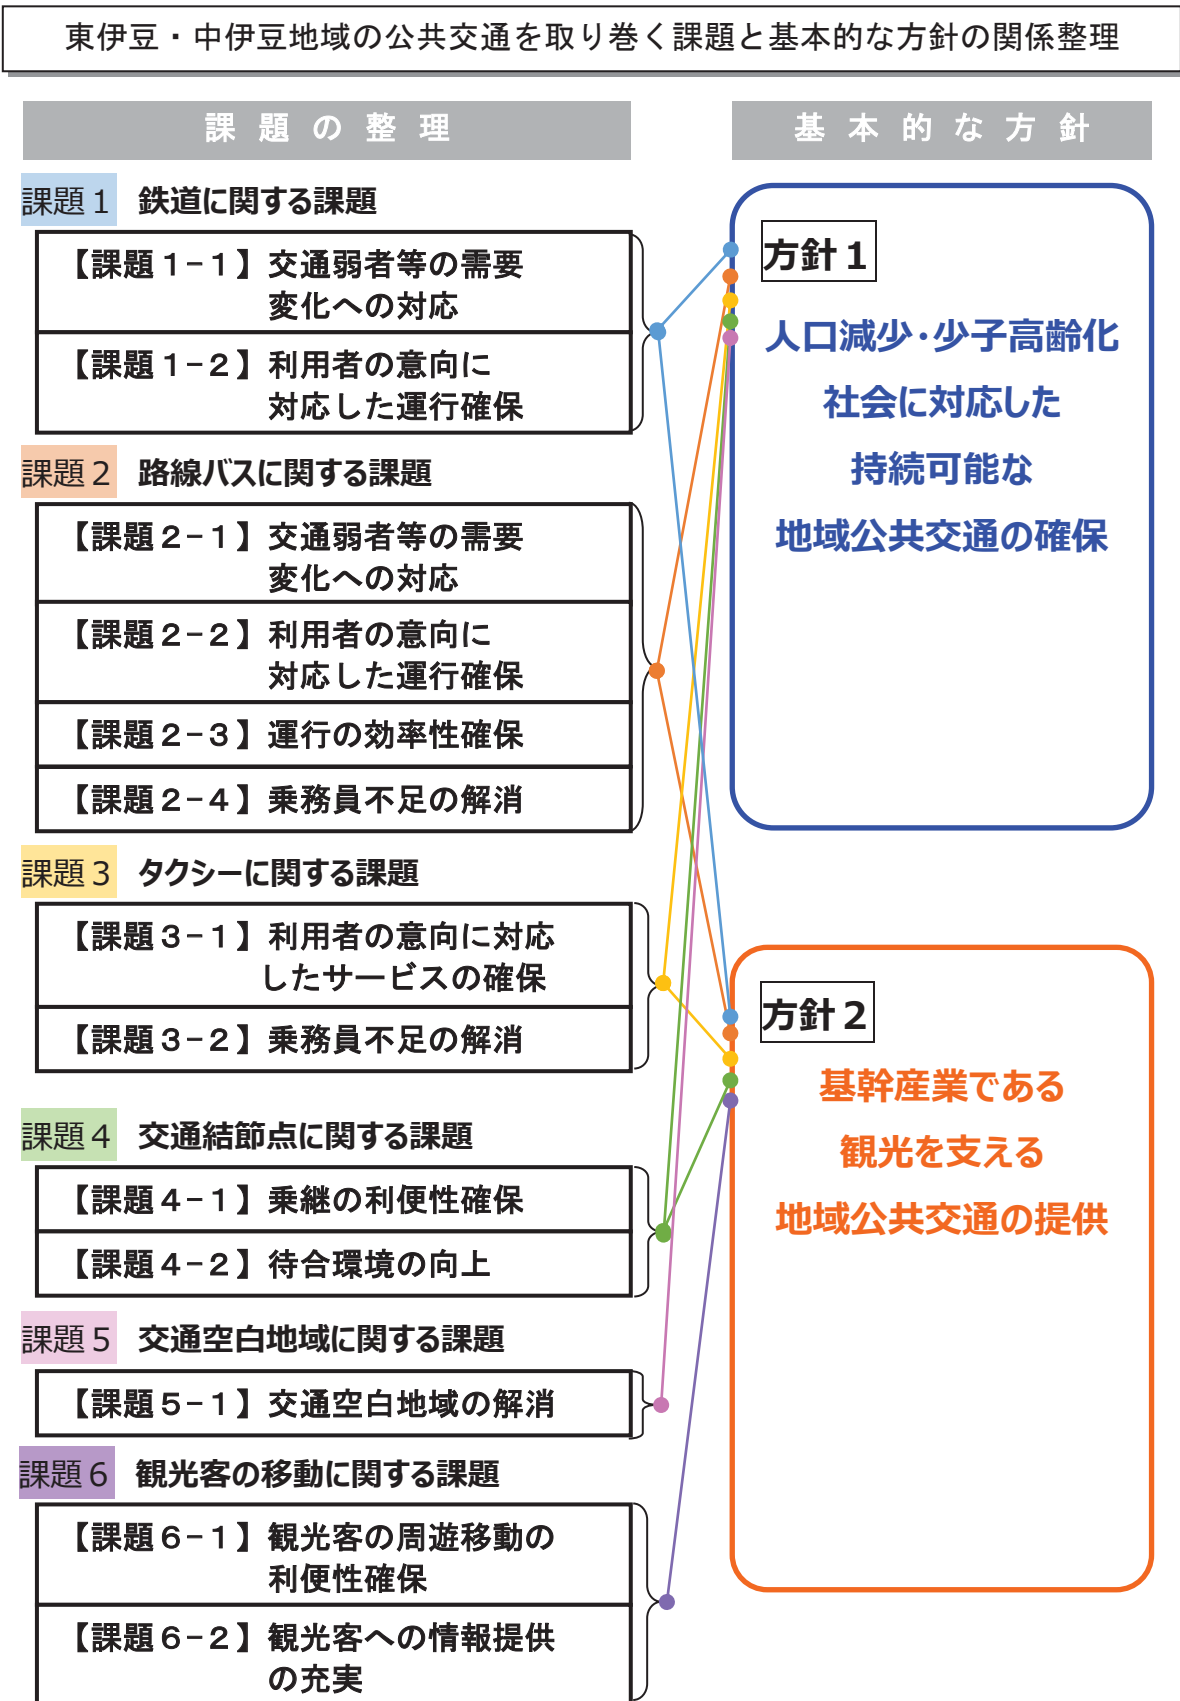 東伊豆・中伊豆地域の公共交通を取り巻く課題と基本的な方針の関係整理
課題の整理
課題１ 鉄道に関する課題
【課題１−１】交通弱者等の需要
変化への対応
【課題１−２】利用者の意向に
対応した運行確保
課題２ 路線バスに関する課題
【課題２−１】交通弱者等の需要
変化への対応
【課題２−２】利用者の意向に
対応した運行確保
【課題２−３】運行の効率性確保
【課題２−４】乗務員不足の解消
課題３ タクシーに関する課題
【課題３−１】利用者の意向に対応
したサービスの確保
【課題３−２】乗務員不足の解消
課題４ 交通結節点に関する課題
【課題４−１】乗継の利便性確保
【課題４−２】待合環境の向上
課題５ 交通空白地域に関する課題
【課題５−１】交通空白地域の解消
課題６ 観光客の移動に関する課題
【課題６−１】観光客の周遊移動の
利便性確保
【課題６−２】観光客への情報提供
の充実
基本的な方針
方針１
人口減少・少子高齢化
社会に対応した
持続可能な
地域公共交通の確保
方針２
基幹産業である
観光を支える
地域公共交通の提供